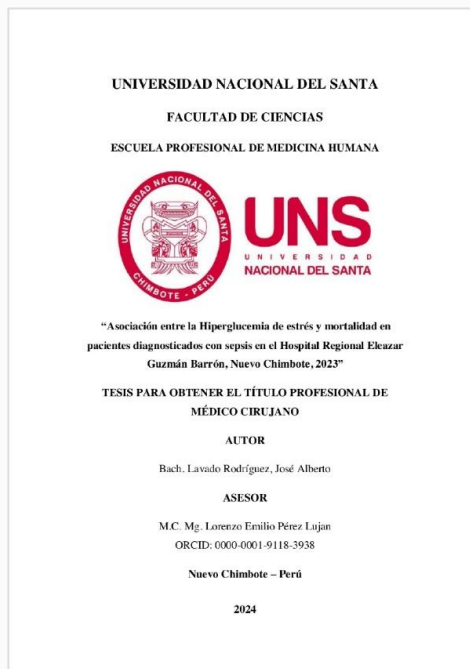 UNIVERSIDAD NACIONAL DEL SANTA
FACULTAD DE CIENCIAS
ESCUELA PROFESIONAL DE MEDICINA HUMANA
UNIVERSIDAD NACIONAL DEL SANTA
CHIMBOTE - PERÚ
UNS
UNIVERSIDAD
NACIONAL DEL SANTA
“Asociación entre la Hiperglucemia de estrés y mortalidad en
pacientes diagnosticados con sepsis en el Hospital Regional Eleazar
Guzmán Barrón, Nuevo Chimbote, 2023”
TESIS PARA OBTENER EL TÍTULO PROFESIONAL DE
MÉDICO CIRUJANO
AUTOR
Bach. Lavado Rodríguez, José Alberto
ASESOR
M.C. Mg. Lorenzo Emilio Pérez Lujan
ORCID: 0000-0001-9118-3938
Nuevo Chimbote – Perú
2024